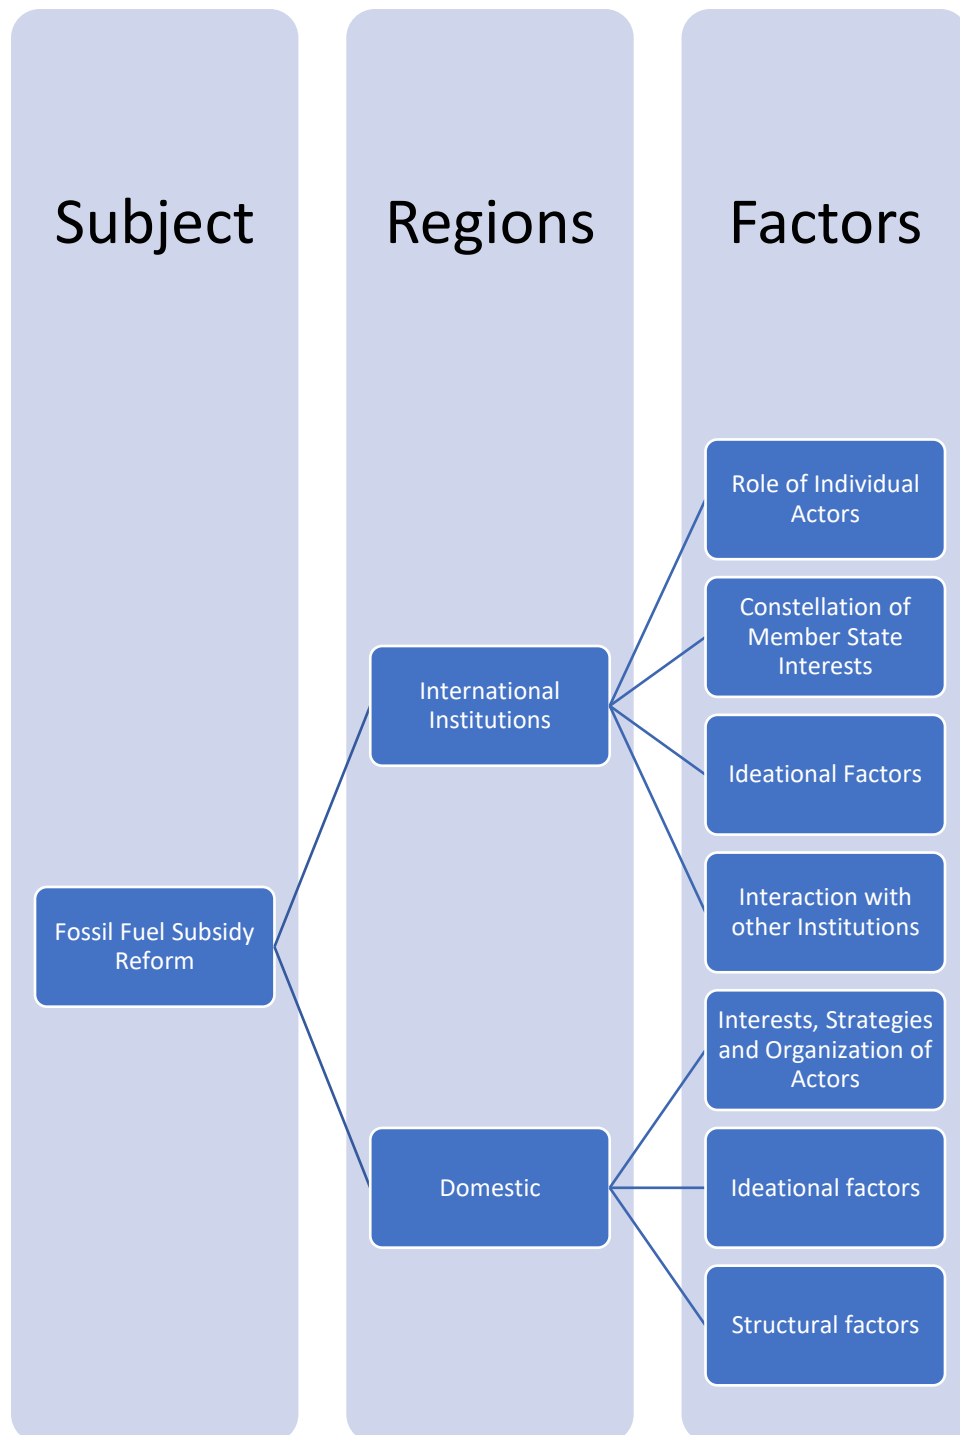 Subject
Regions
Factors
Role of Individual
Actors
Constellation of
Member State
Interests
International
Institutions
Ideational Factors
Interaction with
other Institutions
Fossil Fuel Subsidy
Reform
Interests, Strategies
and Organization of
Actors
Domestic
Ideational factors
Structural factors